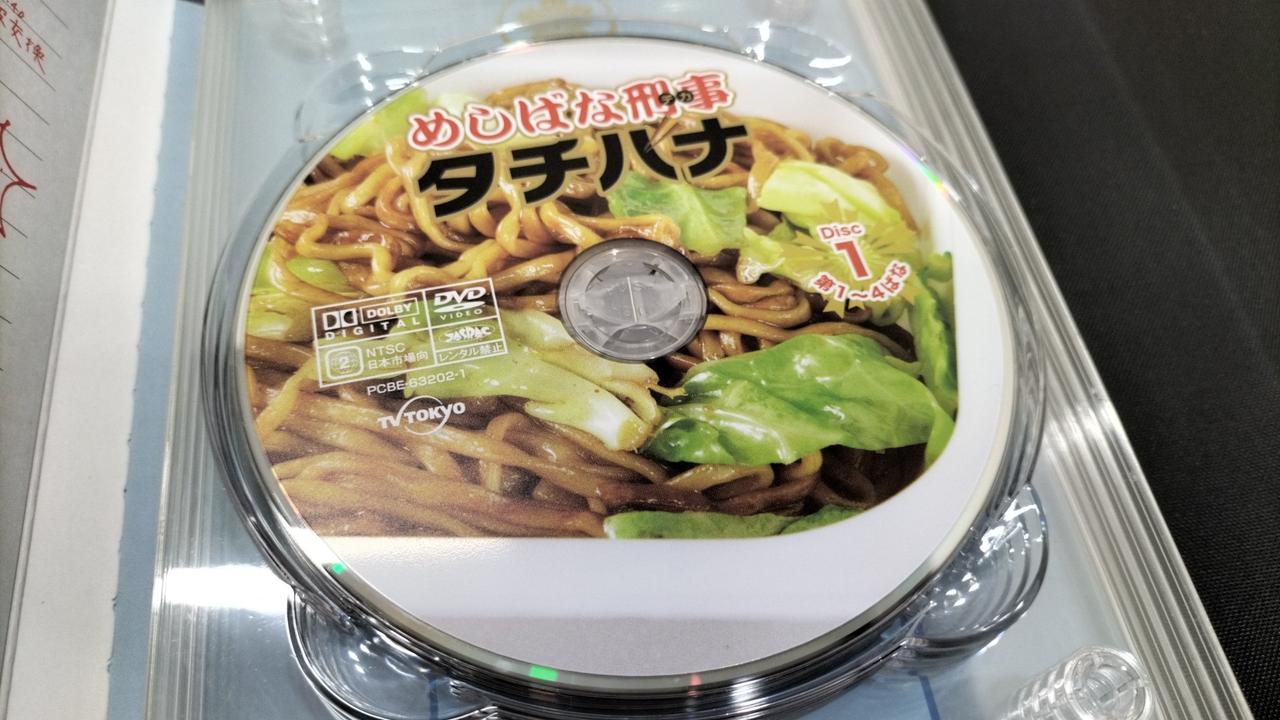 めしばな刑事
デカ
タチバナ
Disc
1
第1〜4ばな
DOLBY
DIGITAL
DVD
VIDEO
2
NTSC
日本市場向
レンタル禁止
PCBE-63202-1
TV TOKYO